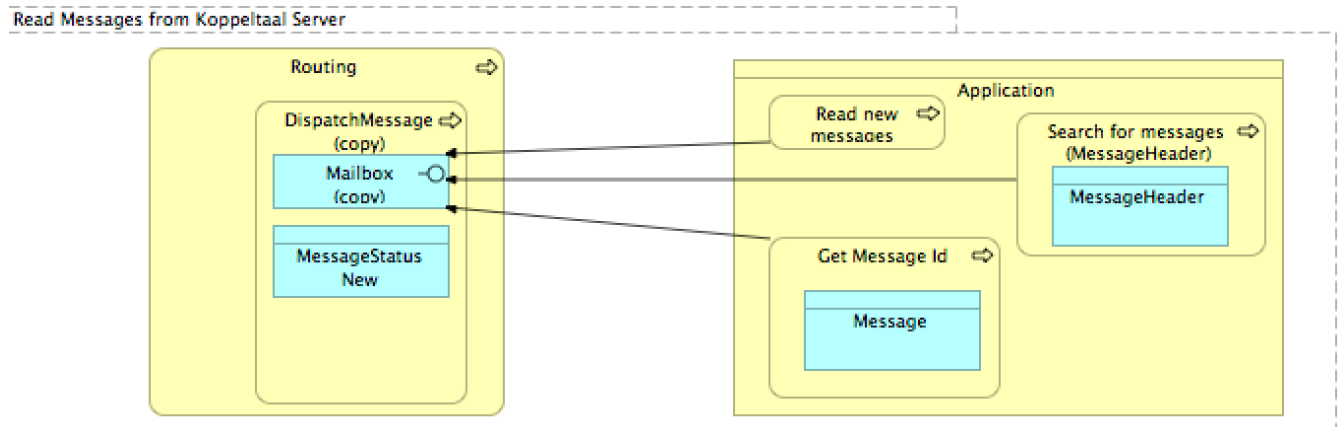 Read Messages from Koppeltaal Server
Routing
DispatchMessage
(copy)
Mailbox
(copy)
MessageStatus
New
Application
Read new
messages
Search for messages
(MessageHeader)
MessageHeader
Get Message Id
Message